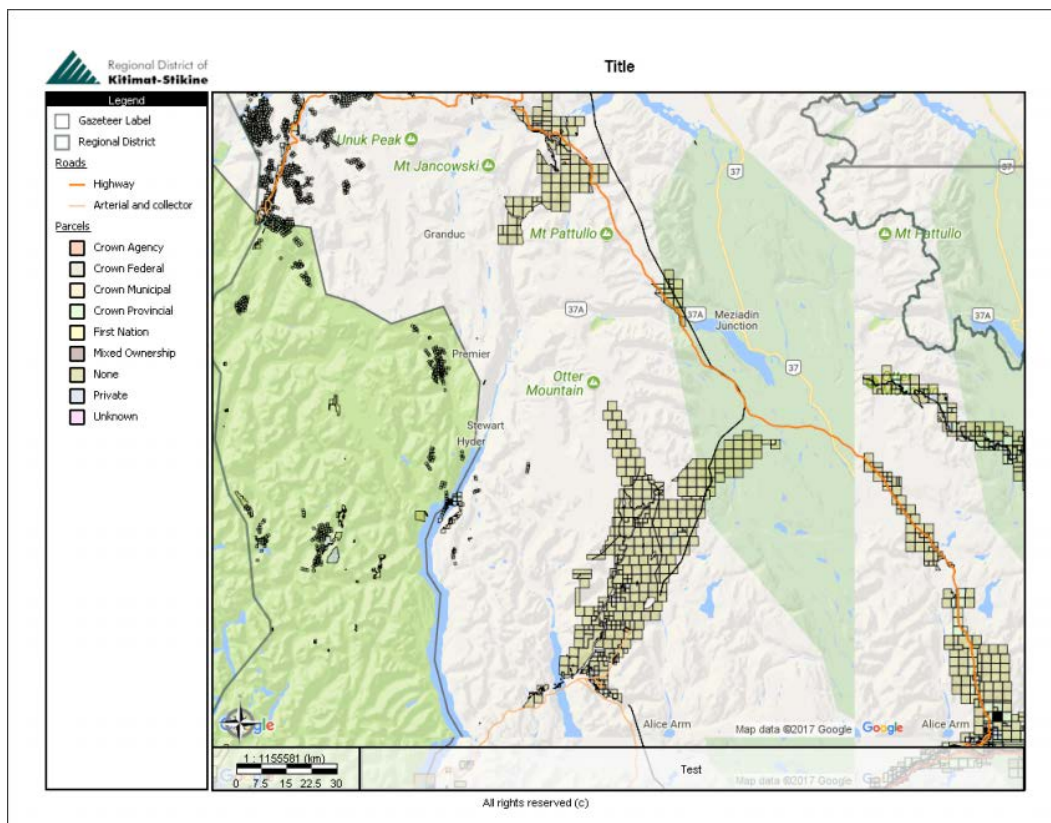 Regional District of
Kitimat-Stikine
Title
Legend
Gazeteer Label
Regional District
Roads
Highway
Arterial and collector
Parcels
Crown Agency
Crown Federal
Crown Municipal
Crown Provincial
First Nation
Mixed Ownership
None
Private
Unknown
Unuk Peak
Mt Jancowski
37
37
Granduc
Mt Pattullo
Mt Pattullo
37A
37A
37A
Meziadin
Junction
Premier
37
Otter
Mountain
Stewart
Hyder
Google
Alice Arm
Map data ©2017 Google
Google
Alice Arm
1 : 1155581 (km)
0 7.5 15 22.5 30
Test
Map data ©2017 Google
All rights reserved (c)